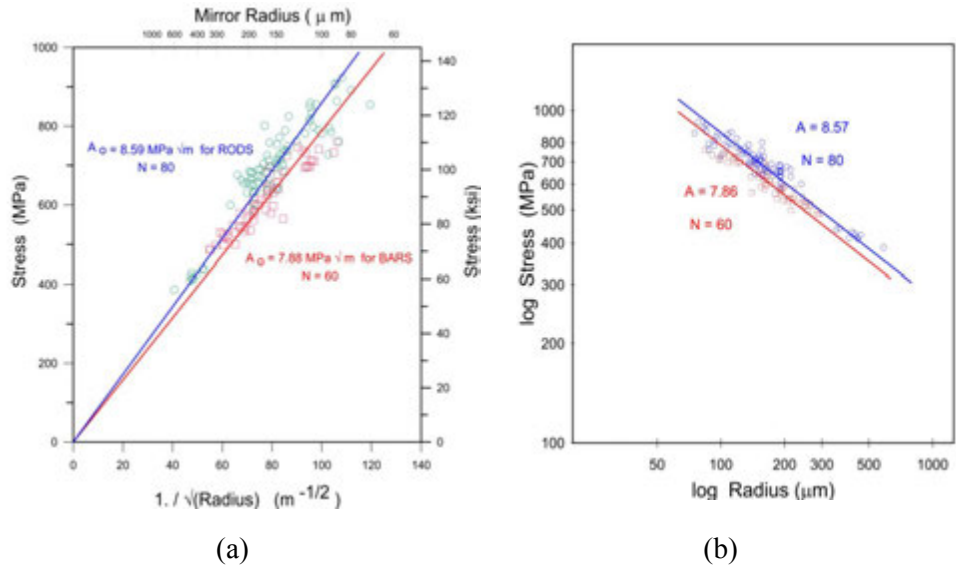 Mirror Radius ( μ m)
1000 600 400 300 200 150 100 80 60
1000
800
600
400
200
0
Stress (MPa)
140
120
100
80
60
40
20
0
Stress (ksi)
A o = 8.59 MPa √m for RODS
N = 80
A o = 7.88 MPa √ m for BARS
N = 60
0 20 40 60 80 100 120 140
1. / √(Radius) (m -1/2)
(a)
log Stress (MPa)
1000
800
700
600
500
400
300
200
100
A = 8.57
N = 80
A = 7.86
N = 60
50 100 200 300 500 1000
log Radius (μm)
(b)